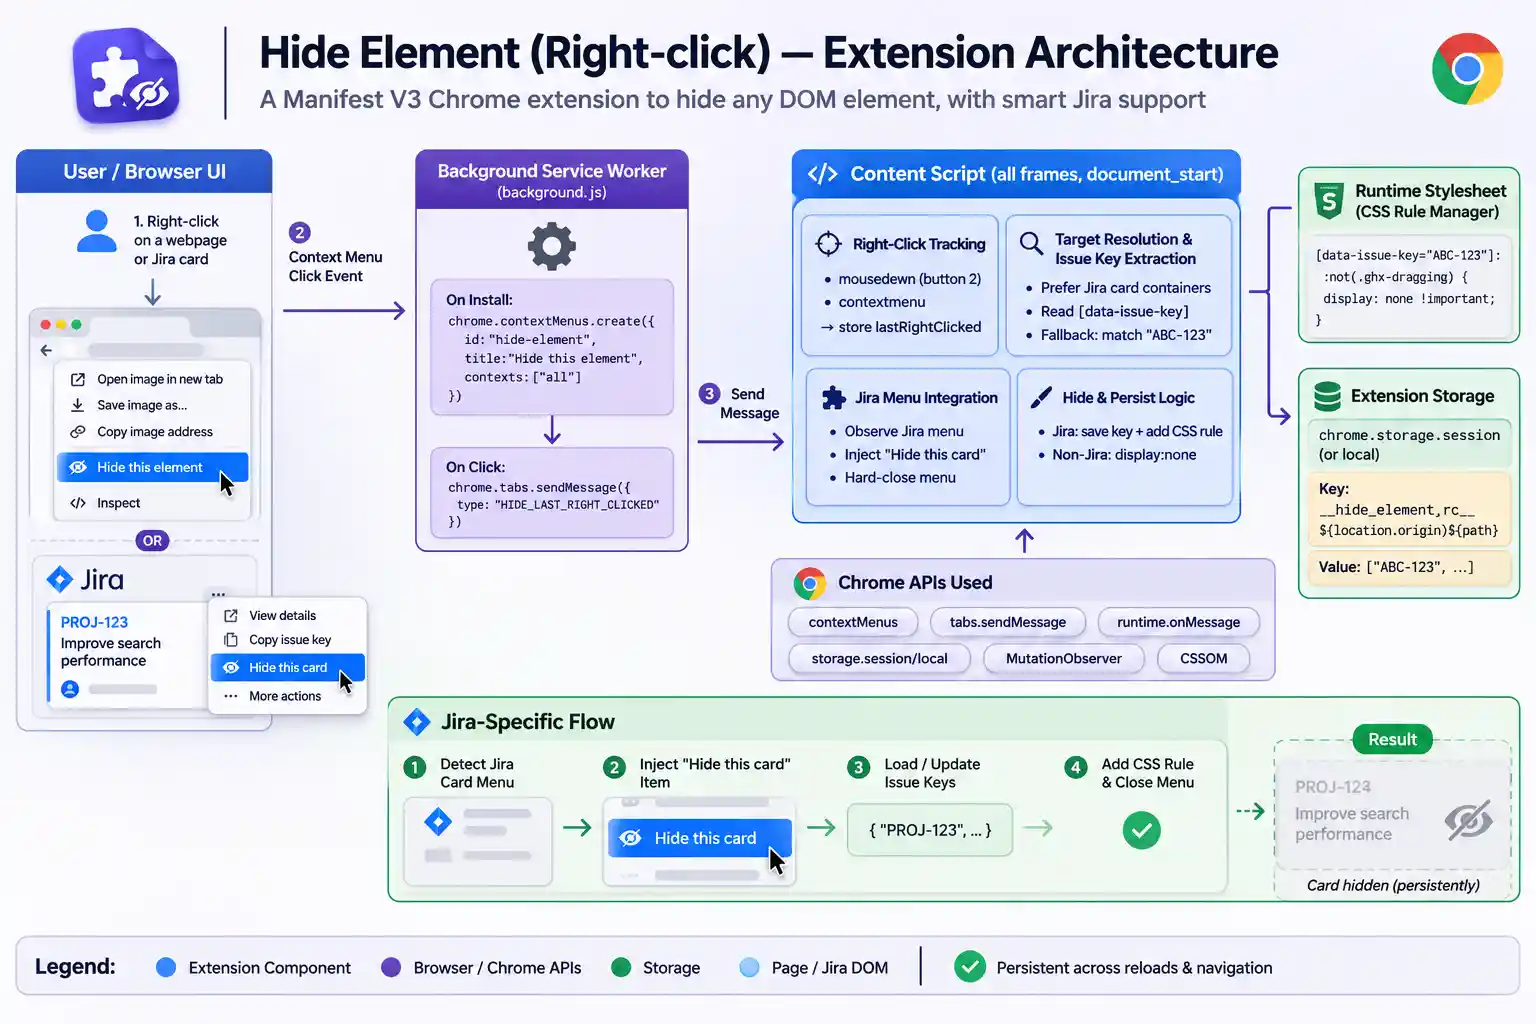 Hide Element (Right-click) — Extension Architecture
A Manifest V3 Chrome extension to hide any DOM element, with smart Jira support
User / Browser UI
1. Right-click
on a webpage
or Jira card
Open image in new tab
Save image as...
Copy image address
Hide this element
Inspect
OR
Jira
PROJ-123
Improve search
performance
View details
Copy issue key
Hide this card
More actions
2
Context Menu
Click Event
Background Service Worker
(background.js)
On Install:
chrome.contextMenus.create({
id: "hide-element",
title:"Hide this element",
contexts: ["all"]
})
On Click:
chrome.tabs.sendMessage({
type: "HIDE_LAST_RIGHT_CLICKED"
})
3 Send
Message
</> Content Script (all frames, document_start)
Right-Click Tracking
• mousedewn (button 2)
• contextmenu
→ store lastRightClicked
Target Resolution &
Issue Key Extraction
• Prefer Jira card containers
• Read [data-issue-key]
• Fallback: match "ABC-123"
Jira Menu Integration
• Observe Jira menu
• Inject "Hide this card"
• Hard-close menu
Hide & Persist Logic
• Jira: save key + add CSS rule
• Non-Jira: display:none
Chrome APIs Used
contextMenus
tabs.sendMessage
runtime.onMessage
storage.session/local
MutationObserver
CSSOM
S
Runtime Stylesheet
(CSS Rule Manager)
[data-issue-key="ABC-123"]:
:not(.ghx-dragging) {
display: none !important;
}
Extension Storage
chrome.storage.session
(or local)
Key:
__hide_element,rc__
${location.origin)${path}
Value: ["ABC-123", ...]
Jira-Specific Flow
1 Detect Jira
Card Menu
2 Inject "Hide this card"
Item
Hide this card
3 Load / Update
Issue Keys
{ "PROJ-123", ... }
4 Add CSS Rule
& Close Menu
Result
PROJ-124
Improve search
performance
Card hidden (persistently)
Legend:
Extension Component
Browser / Chrome APIs
Storage
Page / Jira DOM
Persistent across reloads & navigation